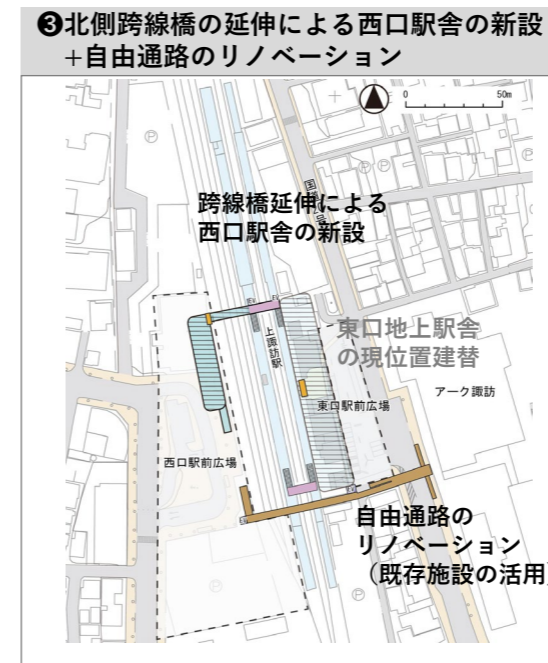 ❸北側跨線橋の延伸による西口駅舎の新設
+自由通路のリノベーション
0 50m
跨線橋延伸による
西口駅舎の新設
上諏訪駅
東口地上駅舎
の現位置建替
東口駅前広場
アーク諏訪
西口駅前広場
自由通路の
リノベーション
（既存施設の活用）